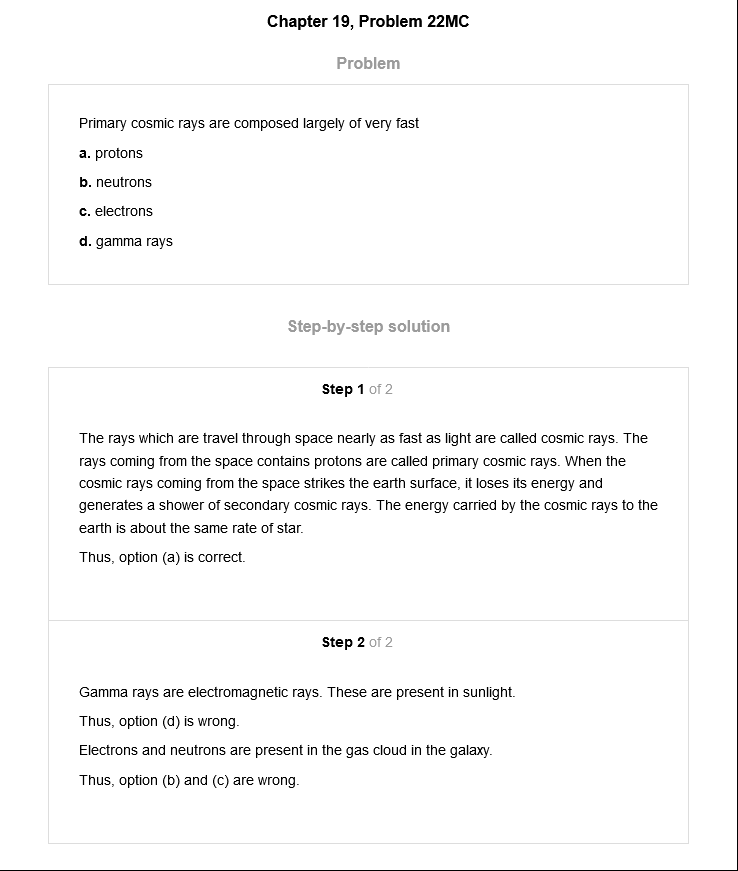 Chapter 19, Problem 22MC
Problem
Primary cosmic rays are composed largely of very fast
a. protons
b. neutrons
c. electrons
d. gamma rays
Step-by-step solution
Step 1 of 2
The rays which are travel through space nearly as fast as light are called cosmic rays. The
rays coming from the space contains protons are called primary cosmic rays. When the
cosmic rays coming from the space strikes the earth surface, it loses its energy and
generates a shower of secondary cosmic rays. The energy carried by the cosmic rays to the
earth is about the same rate of star.
Thus, option (a) is correct.
Step 2 of 2
Gamma rays are electromagnetic rays. These are present in sunlight.
Thus, option (d) is wrong.
Electrons and neutrons are present in the gas cloud in the galaxy.
Thus, option (b) and (c) are wrong.